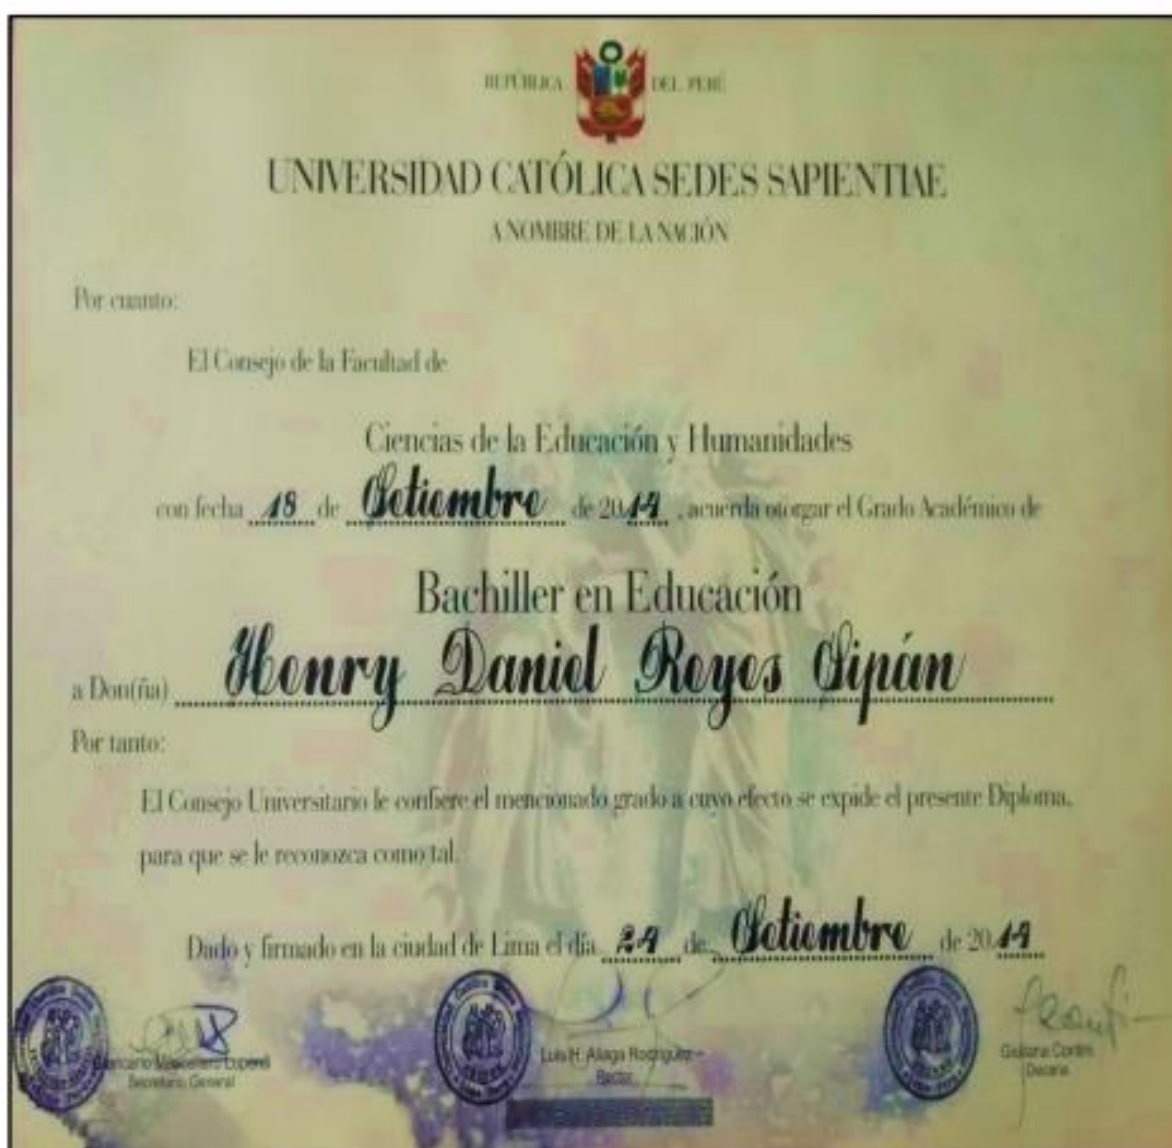 REPÚBLICA DEL PERÚ
UNIVERSIDAD CATÓLICA SEDES SAPIENTIAE
A NOMBRE DE LA NACIÓN
Por cuanto:
El Consejo de la Facultad de
Ciencias de la Educación y Humanidades
con fecha 18 de Setiembre de 2014, acuerda otorgar el Grado Académico de
Bachiller en Educación
a Don(ña) Henry Daniel Reyes Sipán
Por tanto:
El Consejo Universitario le confiere el mencionado grado a cuyo efecto se expide el presente Diploma,
para que se le reconozca como tal.
Dado y firmado en la ciudad de Lima el día 24 de Setiembre de 2014
Luis H. Aliaga Rodríguez
Rector
Secretario General
Giuliana Contini
Decana